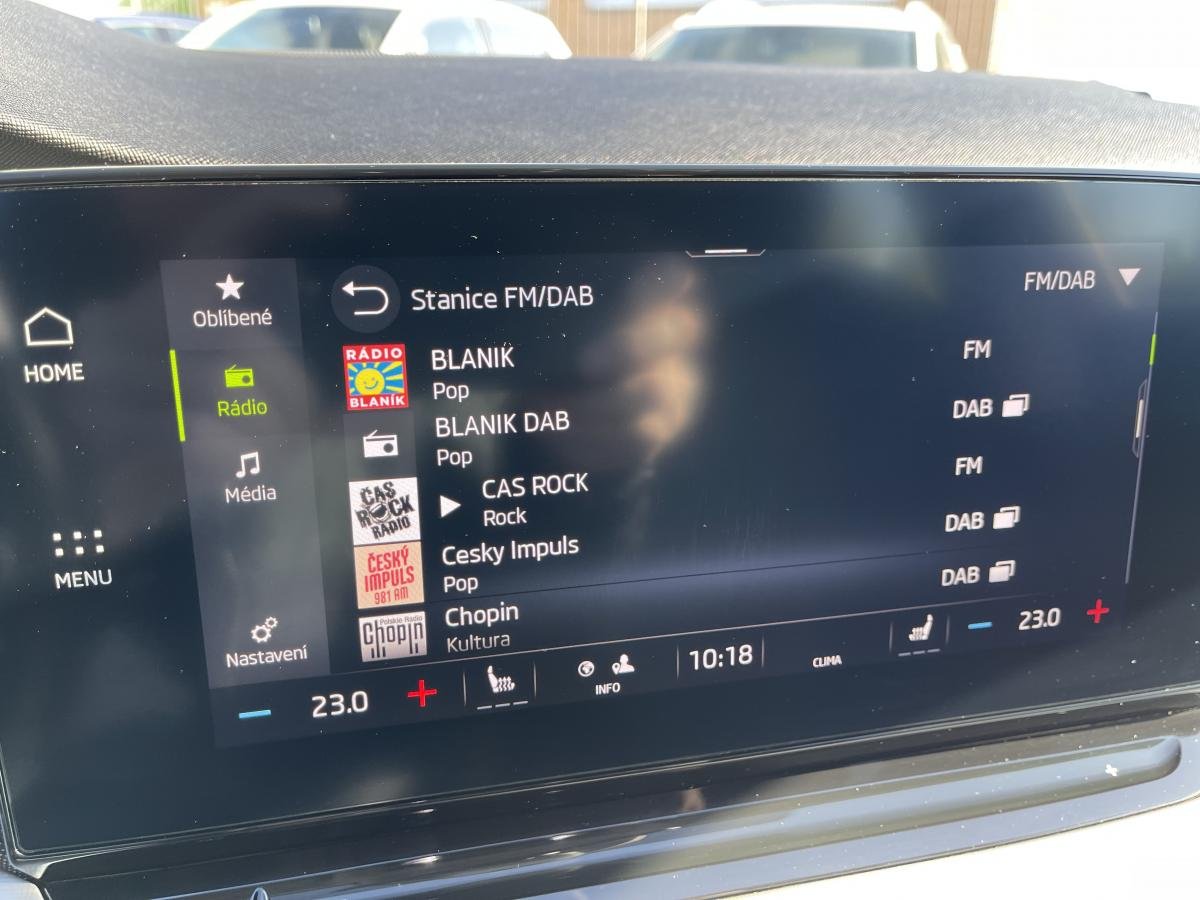 HOME
MENU
Oblíbené
Rádio
Média
Nastavení
Stanice FM/DAB
FM/DAB
RÁDIO
BLANÍK
BLANIK
Pop
FM
BLANIK DAB
Pop
DAB
ČAS
ROCK
RÁDIO
CAS ROCK
Rock
FM
ČESKÝ
IMPULS
981 AM
Cesky Impuls
Pop
DAB
Polskie Radio
Chopin
Chopin
Kultura
DAB
23.0
INFO
10:18
CLIMA
23.0